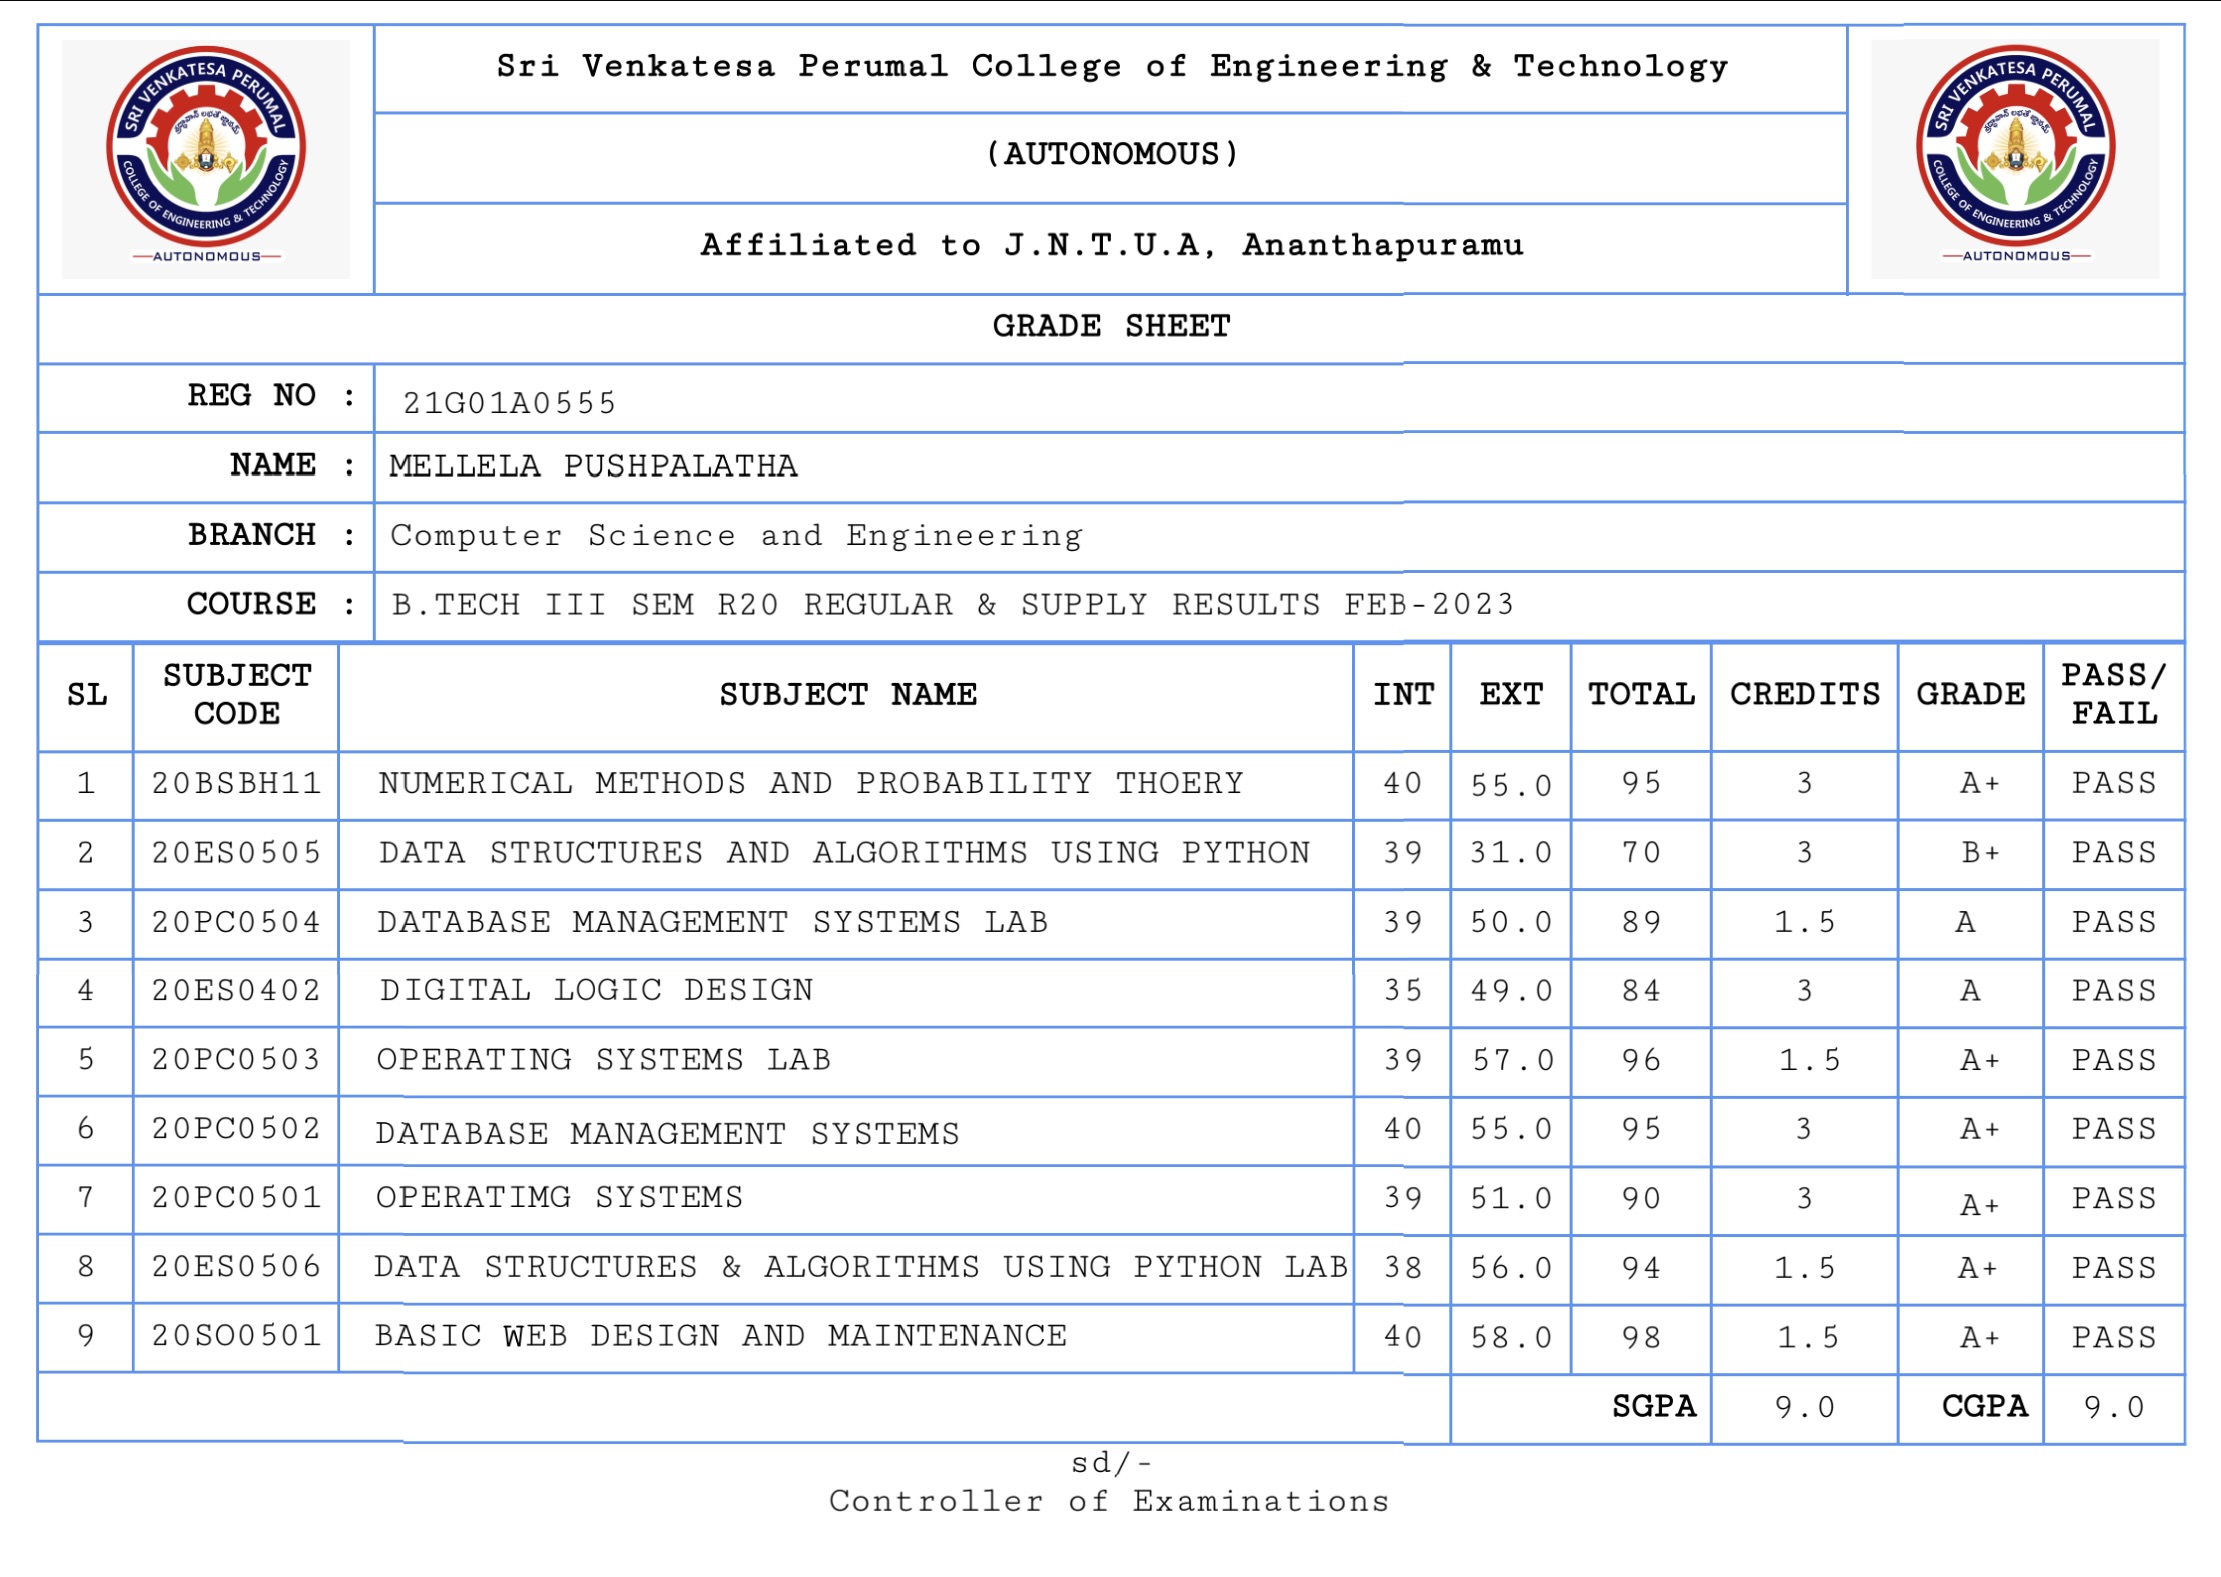 SRI VENKATESA PERUMAL
COLLEGE OF ENGINEERING & TECHNOLOGY
AUTONOMOUS
Sri Venkatesa Perumal College of Engineering & Technology
(AUTONOMOUS)
Affiliated to J.N.T.U.A, Ananthapuramu
SRI VENKATESA PERUMAL
COLLEGE OF ENGINEERING & TECHNOLOGY
AUTONOMOUS
GRADE SHEET
REG NO : 21G01A0555
NAME : MELLELA PUSHPALATHA
BRANCH : Computer Science and Engineering
COURSE : B.TECH III SEM R20 REGULAR & SUPPLY RESULTS FEB-2023
SL SUBJECT CODE SUBJECT NAME INT EXT TOTAL CREDITS GRADE PASS/ FAIL
1 20BSBH11 NUMERICAL METHODS AND PROBABILITY THOERY 40 55.0 95 3 A+ PASS
2 20ES0505 DATA STRUCTURES AND ALGORITHMS USING PYTHON 39 31.0 70 3 B+ PASS
3 20PC0504 DATABASE MANAGEMENT SYSTEMS LAB 39 50.0 89 1.5 A PASS
4 20ES0402 DIGITAL LOGIC DESIGN 35 49.0 84 3 A PASS
5 20PC0503 OPERATING SYSTEMS LAB 39 57.0 96 1.5 A+ PASS
6 20PC0502 DATABASE MANAGEMENT SYSTEMS 40 55.0 95 3 A+ PASS
7 20PC0501 OPERATIMG SYSTEMS 39 51.0 90 3 A+ PASS
8 20ES0506 DATA STRUCTURES & ALGORITHMS USING PYTHON LAB 38 56.0 94 1.5 A+ PASS
9 20SO0501 BASIC WEB DESIGN AND MAINTENANCE 40 58.0 98 1.5 A+ PASS
SGPA 9.0 CGPA 9.0
sd/-
Controller of Examinations